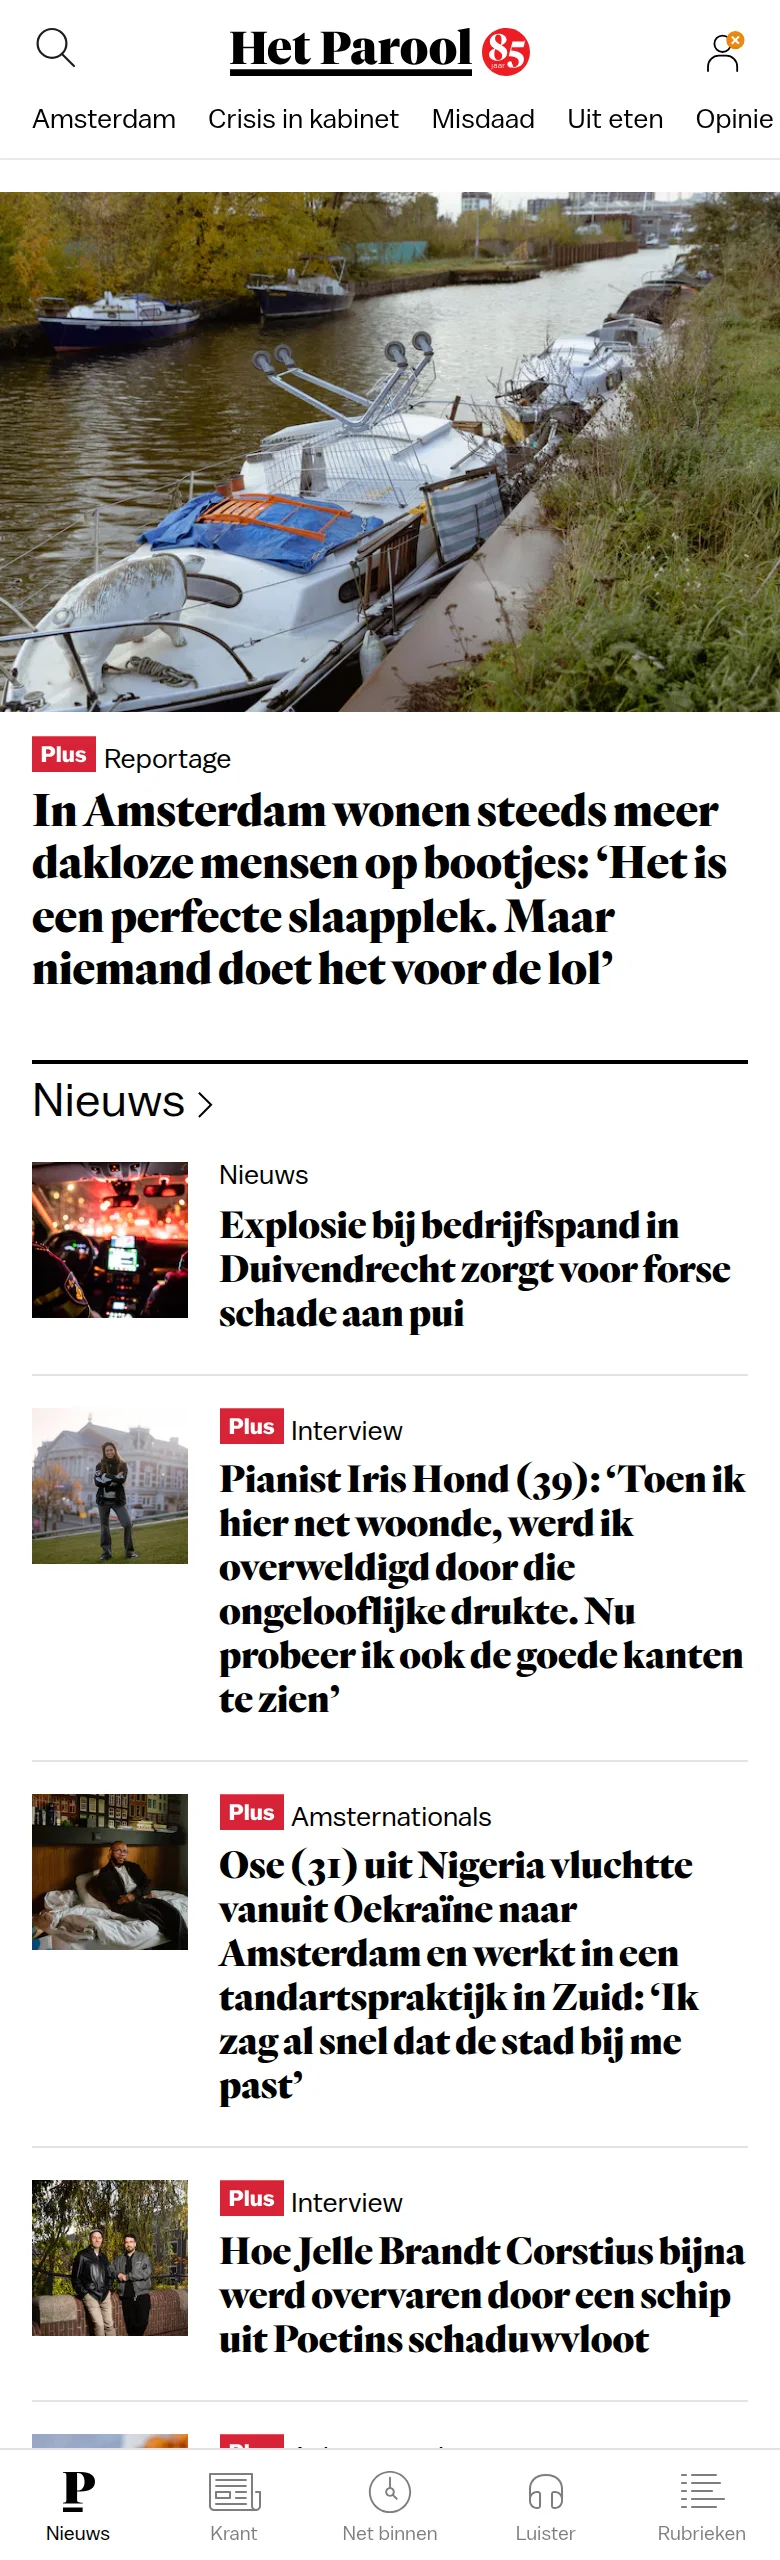 Het Parool 85 jaar
Amsterdam Crisis in kabinet Misdaad Uit eten Opinie
Plus Reportage
In Amsterdam wonen steeds meer
dakloze mensen op bootjes: ‘Het is
een perfecte slaapplek. Maar
niemand doet het voor de lol’
Nieuws
Nieuws
Explosie bij bedrijfspand in
Duivendrecht zorgt voor forse
schade aan pui
Plus Interview
Pianist Iris Hond (39): ‘Toen ik
hier net woonde, werd ik
overweldigd door die
ongelooflijke drukte. Nu
probeer ik ook de goede kanten
te zien’
Plus Amsternationals
Ose (31) uit Nigeria vluchtte
vanuit Oekraïne naar
Amsterdam en werkt in een
tandartspraktijk in Zuid: ‘Ik
zag al snel dat de stad bij me
past’
Plus Interview
Hoe Jelle Brandt Corstius bijna
werd overvaren door een schip
uit Poetins schaduwvloot
P
Nieuws Krant Net binnen Luister Rubrieken